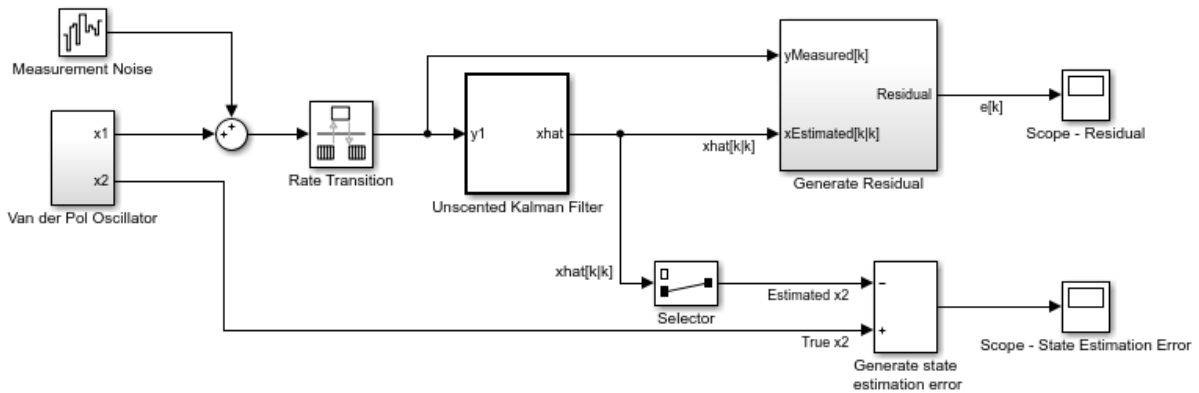 Measurement Noise
x1
x2
Van der Pol Oscillator
Rate Transition
y1
xhat
Unscented Kalman Filter
yMeasured[k]
Residual
xEstimated[k|k]
xhat[k|k]
Generate Residual
e[k]
Scope - Residual
xhat[k|k]
Selector
Estimated x2
True x2
Generate state
estimation error
Scope - State Estimation Error